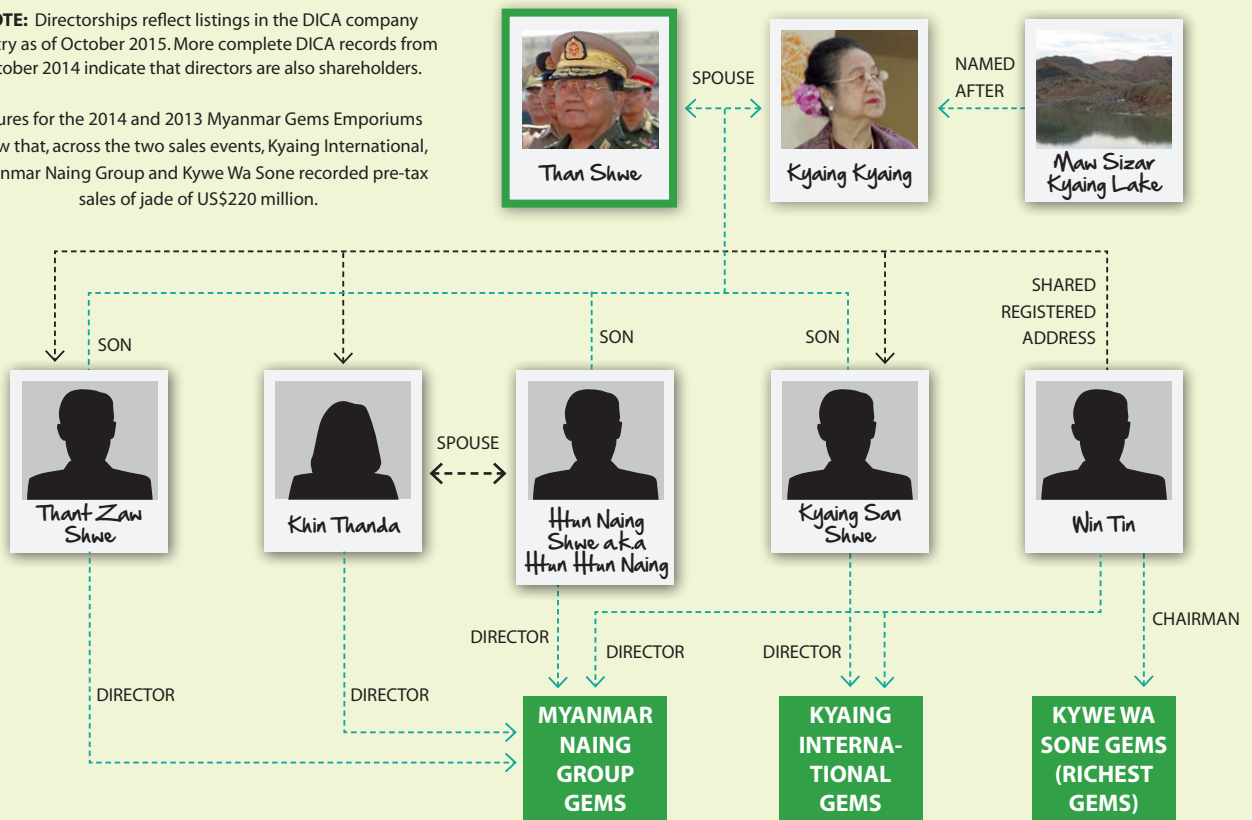 OTE: Directorships reflect listings in the DICA company
try as of October 2015. More complete DICA records from
tober 2014 indicate that directors are also shareholders.
ures for the 2014 and 2013 Myanmar Gems Emporiums
w that, across the two sales events, Kyaing International,
nmar Naing Group and Kywe Wa Sone recorded pre-tax
sales of jade of US$220 million.
SPOUSE
NAMED
AFTER
Than Shwe
Kyaing Kyaing
Maw Sizar
Kyaing Lake
SHARED
REGISTERED
ADDRESS
SON
SON
SON
SPOUSE
Thant Zaw
Shwe
Khin Thanda
Htun Naing
Shwe aka
Htun Htun Naing
Kyaing San
Shwe
Win Tin
CHAIRMAN
DIRECTOR
DIRECTOR
DIRECTOR
DIRECTOR
DIRECTOR
MYANMAR
NAING
GROUP
GEMS
KYAING
INTERNA-
TIONAL
GEMS
KYWE WA
SONE GEMS
(RICHEST
GEMS)